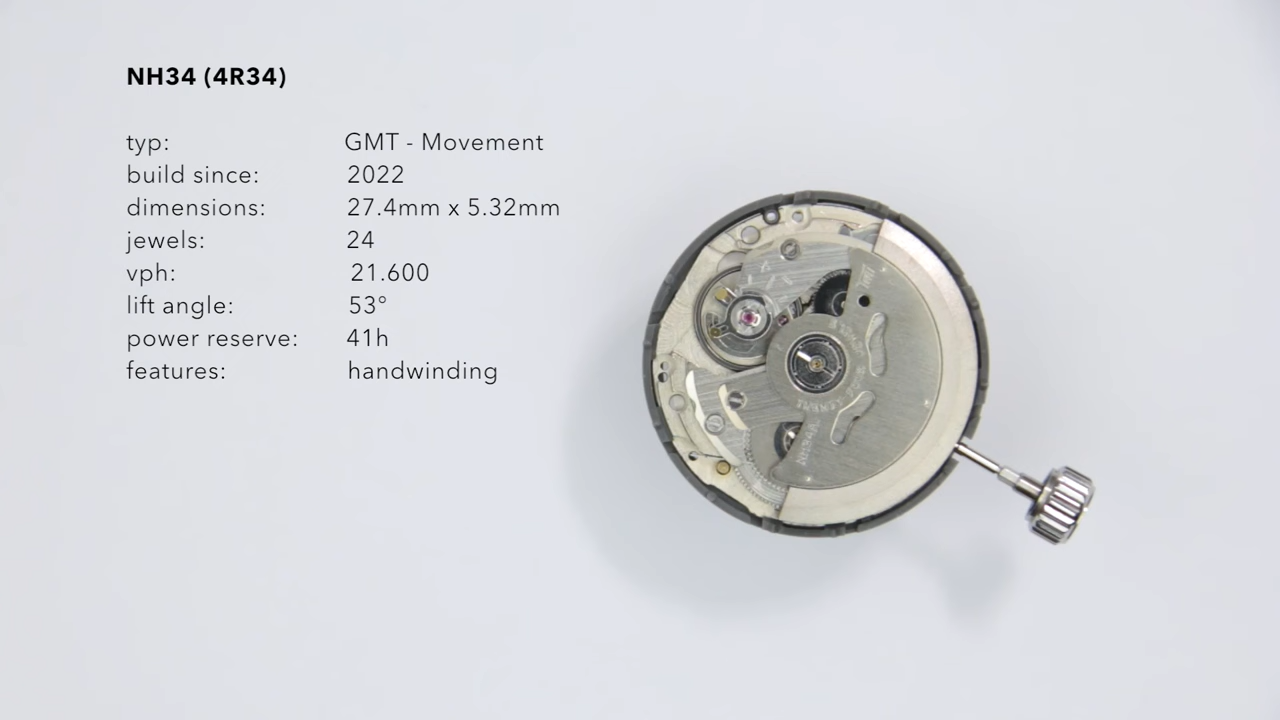 NH34 (4R34)
typ: GMT - Movement
build since: 2022
dimensions: 27.4mm x 5.32mm
jewels: 24
vph: 21.600
lift angle: 53°
power reserve: 41h
features: handwinding